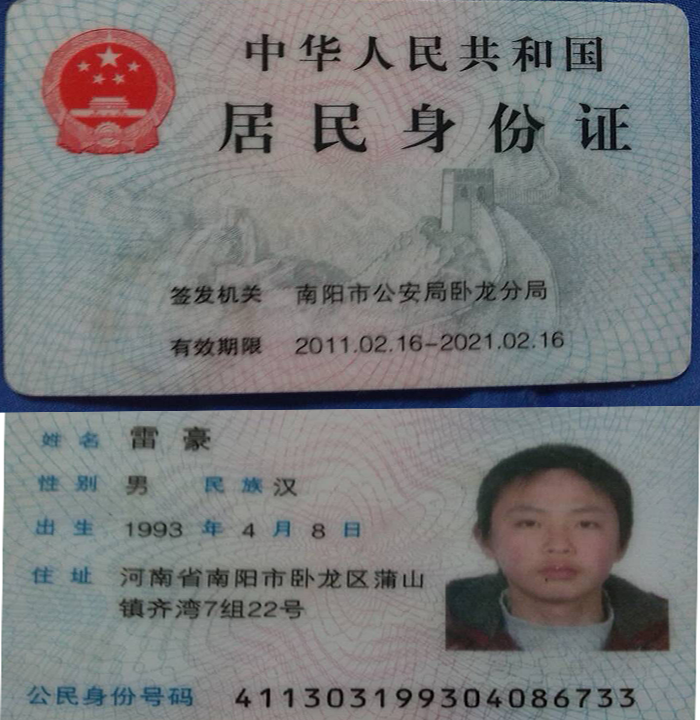 中华人民共和国
居民身份证
签发机关 南阳市公安局卧龙分局
有效期限 2011.02.16-2021.02.16
姓名 雷豪
性别 男 民族 汉
出生 1993 年 4 月 8 日
住址 河南省南阳市卧龙区蒲山
镇齐湾7组22号
公民身份号码 411303199304086733